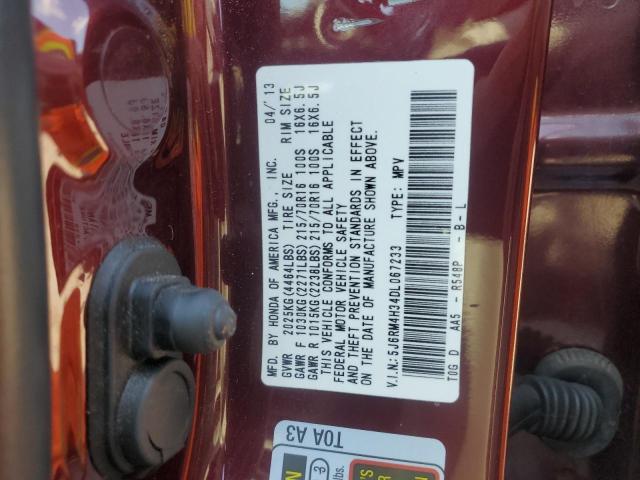 MFD. BY HONDA OF AMERICA MFG., INC. 04/'13
GVWR 2025KG(4464LBS) TIRE SIZE RIM SIZE
GAWR F 1030KG(2271LBS) 215/70R16 100S 16X6.5J
GAWR R 1015KG(2238LBS) 215/70R16 100S 16X6.5J
THIS VEHICLE CONFORMS TO ALL APPLICABLE
FEDERAL MOTOR VEHICLE SAFETY
AND THEFT PREVENTION STANDARDS IN EFFECT
ON THE DATE OF MANUFACTURE SHOWN ABOVE.
V.I.N.:5J6RM4H34DL067233 TYPE: MPV
T0G D AA5 - R548P - B - L
T0A A3
3
lbs.